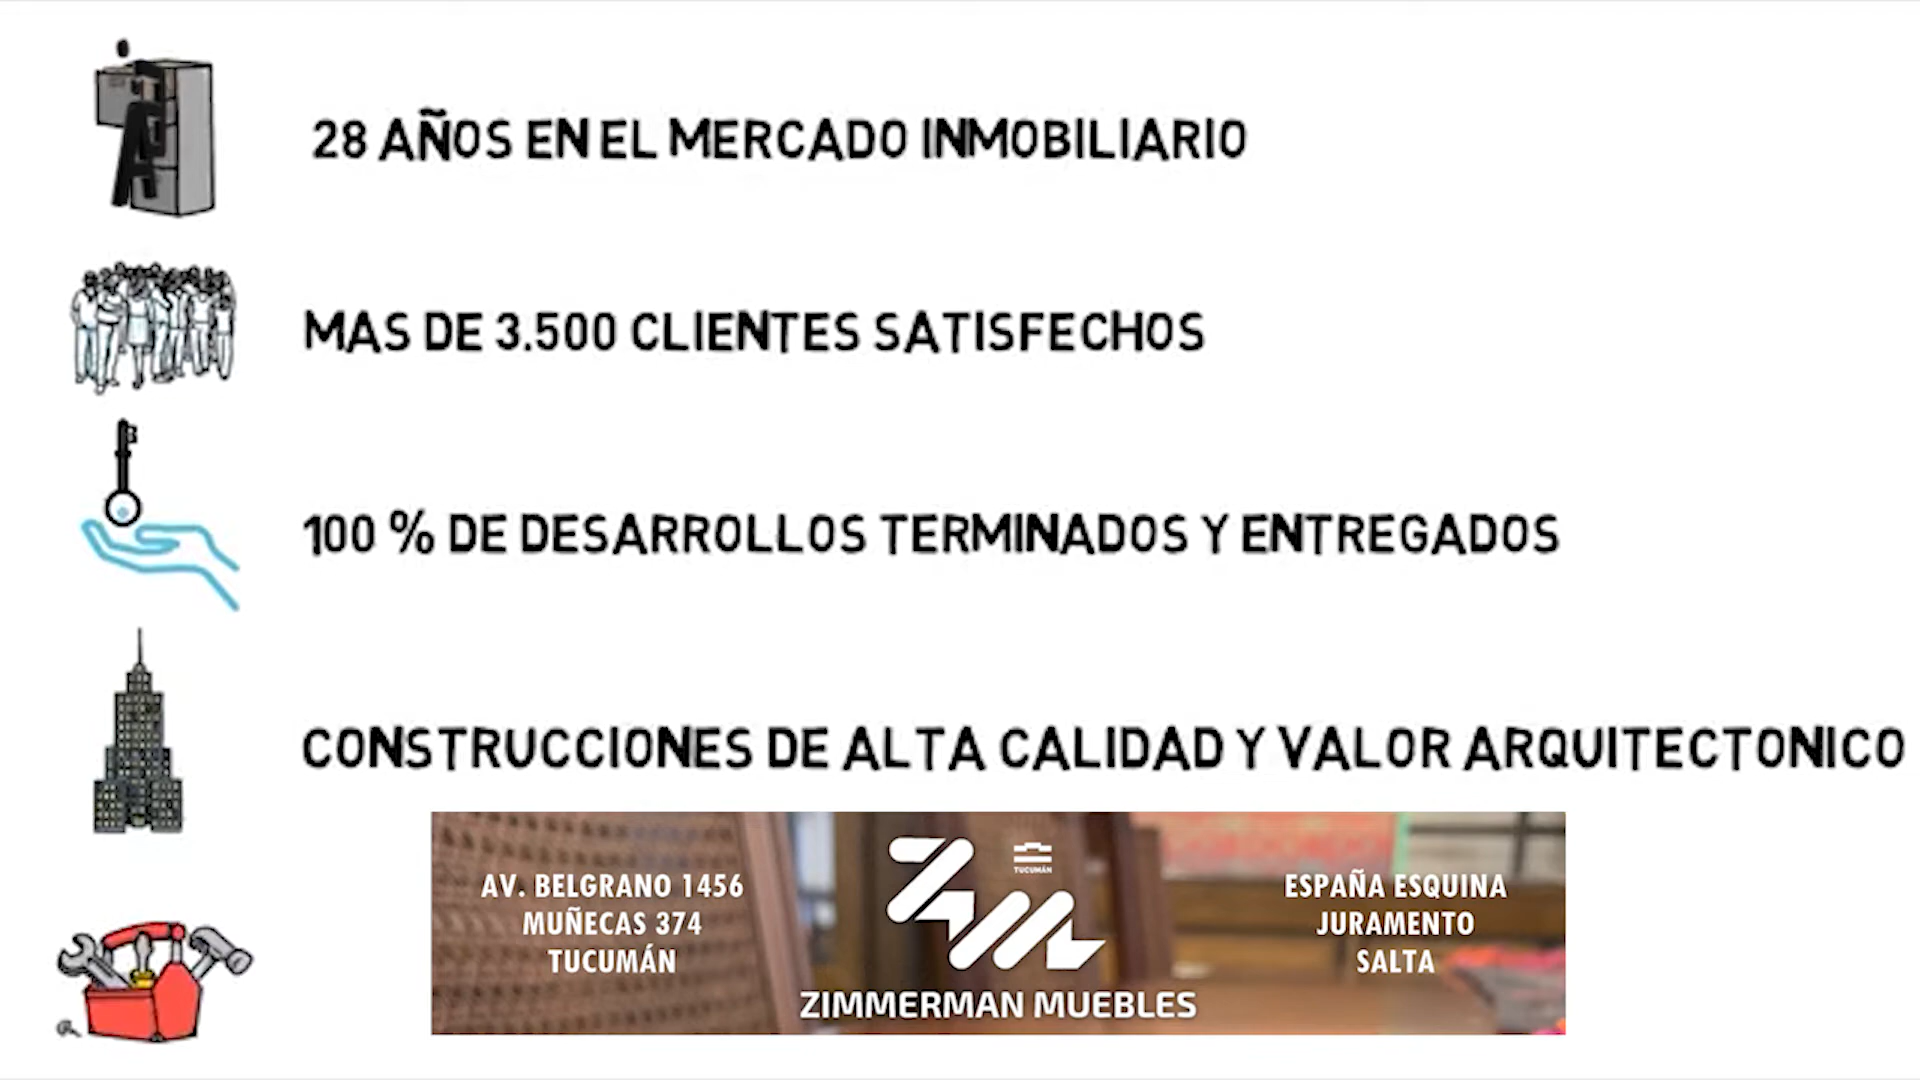 28 AÑOS EN EL MERCADO INMOBILIARIO
MAS DE 3.500 CLIENTES SATISFECHOS
100 % DE DESARROLLOS TERMINADOS Y ENTREGADOS
CONSTRUCCIONES DE ALTA CALIDAD Y VALOR ARQUITECTONICO
AV. BELGRANO 1456
MUÑECAS 374
TUCUMÁN
ZM
TUCUMÁN
ZIMMERMAN MUEBLES
ESPAÑA ESQUINA
JURAMENTO
SALTA